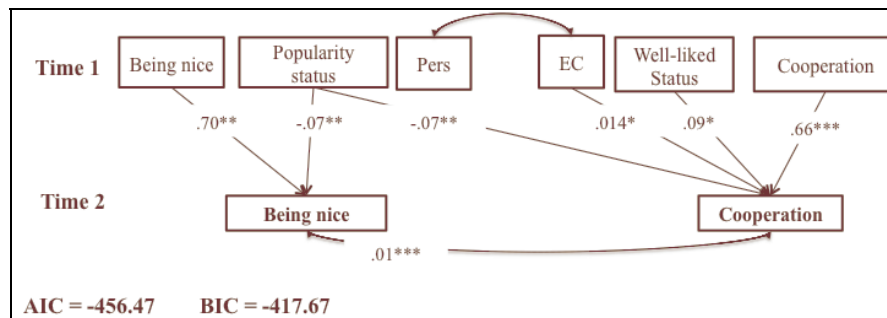 Time 1
Being nice
Popularity
status
Pers
EC
Well-liked
Status
Cooperation
.70**
-.07**
-.07**
.014*
.09*
.66***
Time 2
Being nice
Cooperation
.01***
AIC = -456.47 BIC = -417.67